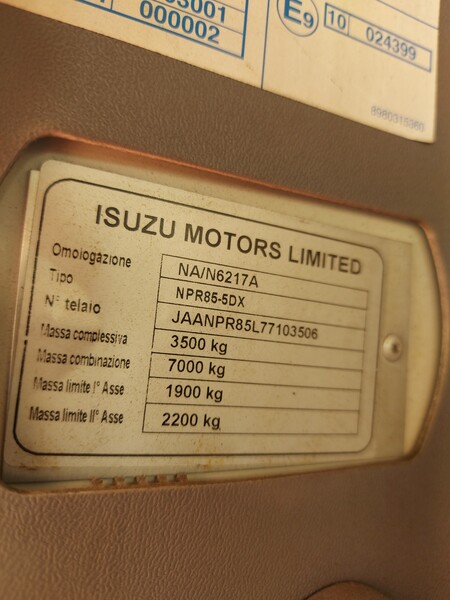 000002
E9
10 024399
8980315360
ISUZU MOTORS LIMITED
Omologazione NA/N6217A
Tipo NPR85-5DX
N° telaio JAANPR85L77103506
Massa complessiva 3500 kg
Massa combinazione 7000 kg
Massa limite I° Asse 1900 kg
Massa limite II° Asse 2200 kg